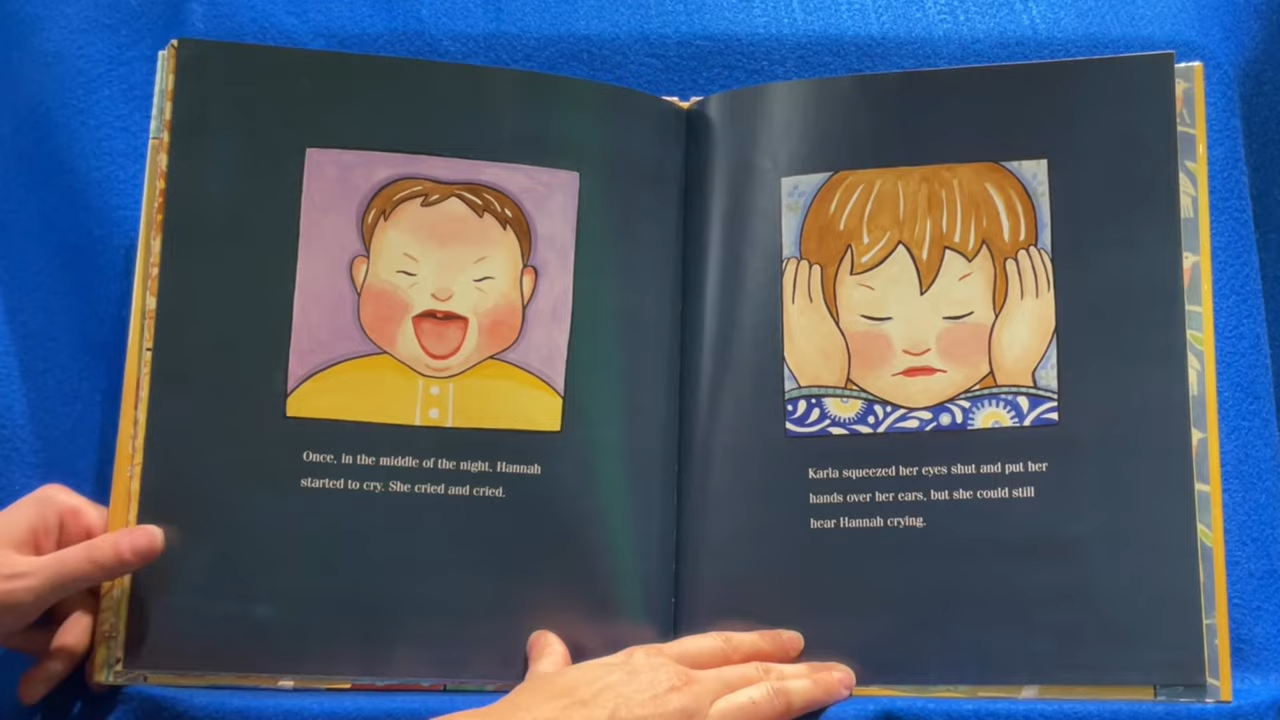 Once, in the middle of the night, Hannah
started to cry. She cried and cried.
Karla squeezed her eyes shut and put her
hands over her ears, but she could still
hear Hannah crying.